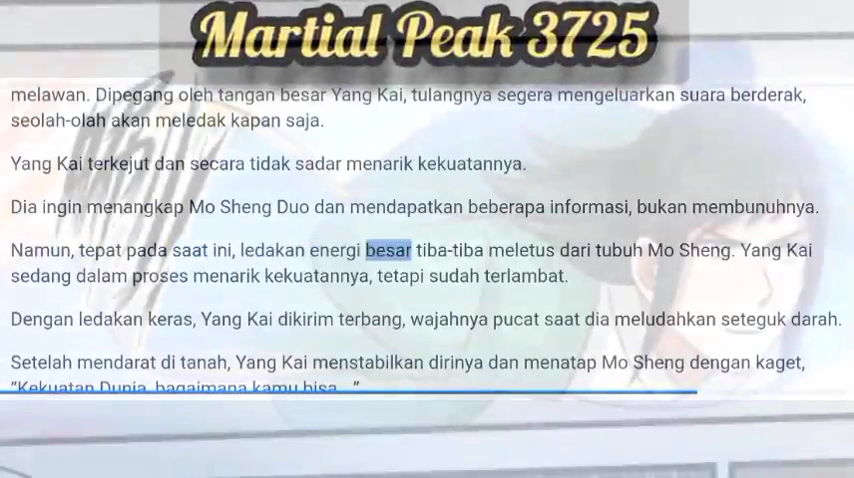 Martial Peak 3725
melawan. Dipegang oleh tangan besar Yang Kai, tulangnya segera mengeluarkan suara berderak,
seolah-olah akan meledak kapan saja.
Yang Kai terkejut dan secara tidak sadar menarik kekuatannya.
Dia ingin menangkap Mo Sheng Duo dan mendapatkan beberapa informasi, bukan membunuhnya.
Namun, tepat pada saat ini, ledakan energi besar tiba-tiba meletus dari tubuh Mo Sheng. Yang Kai
sedang dalam proses menarik kekuatannya, tetapi sudah terlambat.
Dengan ledakan keras, Yang Kai dikirim terbang, wajahnya pucat saat dia meludahkan seteguk darah.
Setelah mendarat di tanah, Yang Kai menstabilkan dirinya dan menatap Mo Sheng dengan kaget,
“Kekuatan Dunia, bagaimana kamu bisa…”